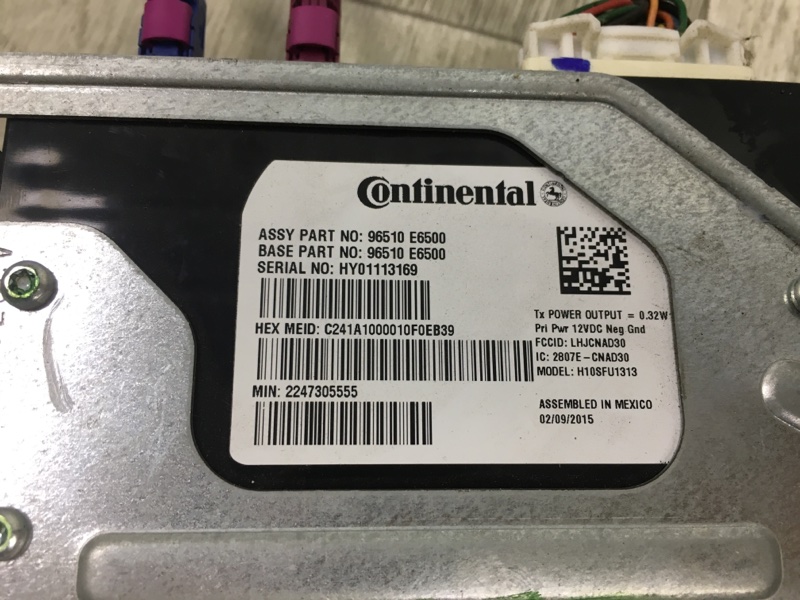 Continental
ASSY PART NO: 96510 E6500
BASE PART NO: 96510 E6500
SERIAL NO: HY01113169
HEX MEID: C241A1000010F0EB39
MIN: 2247305555
Tx POWER OUTPUT = 0.32W
Pri Pwr 12VDC Neg Gnd
FCCID: LHJCNAD30
IC: 2807E-CNAD30
MODEL: H10SFU1313
ASSEMBLED IN MEXICO
02/09/2015